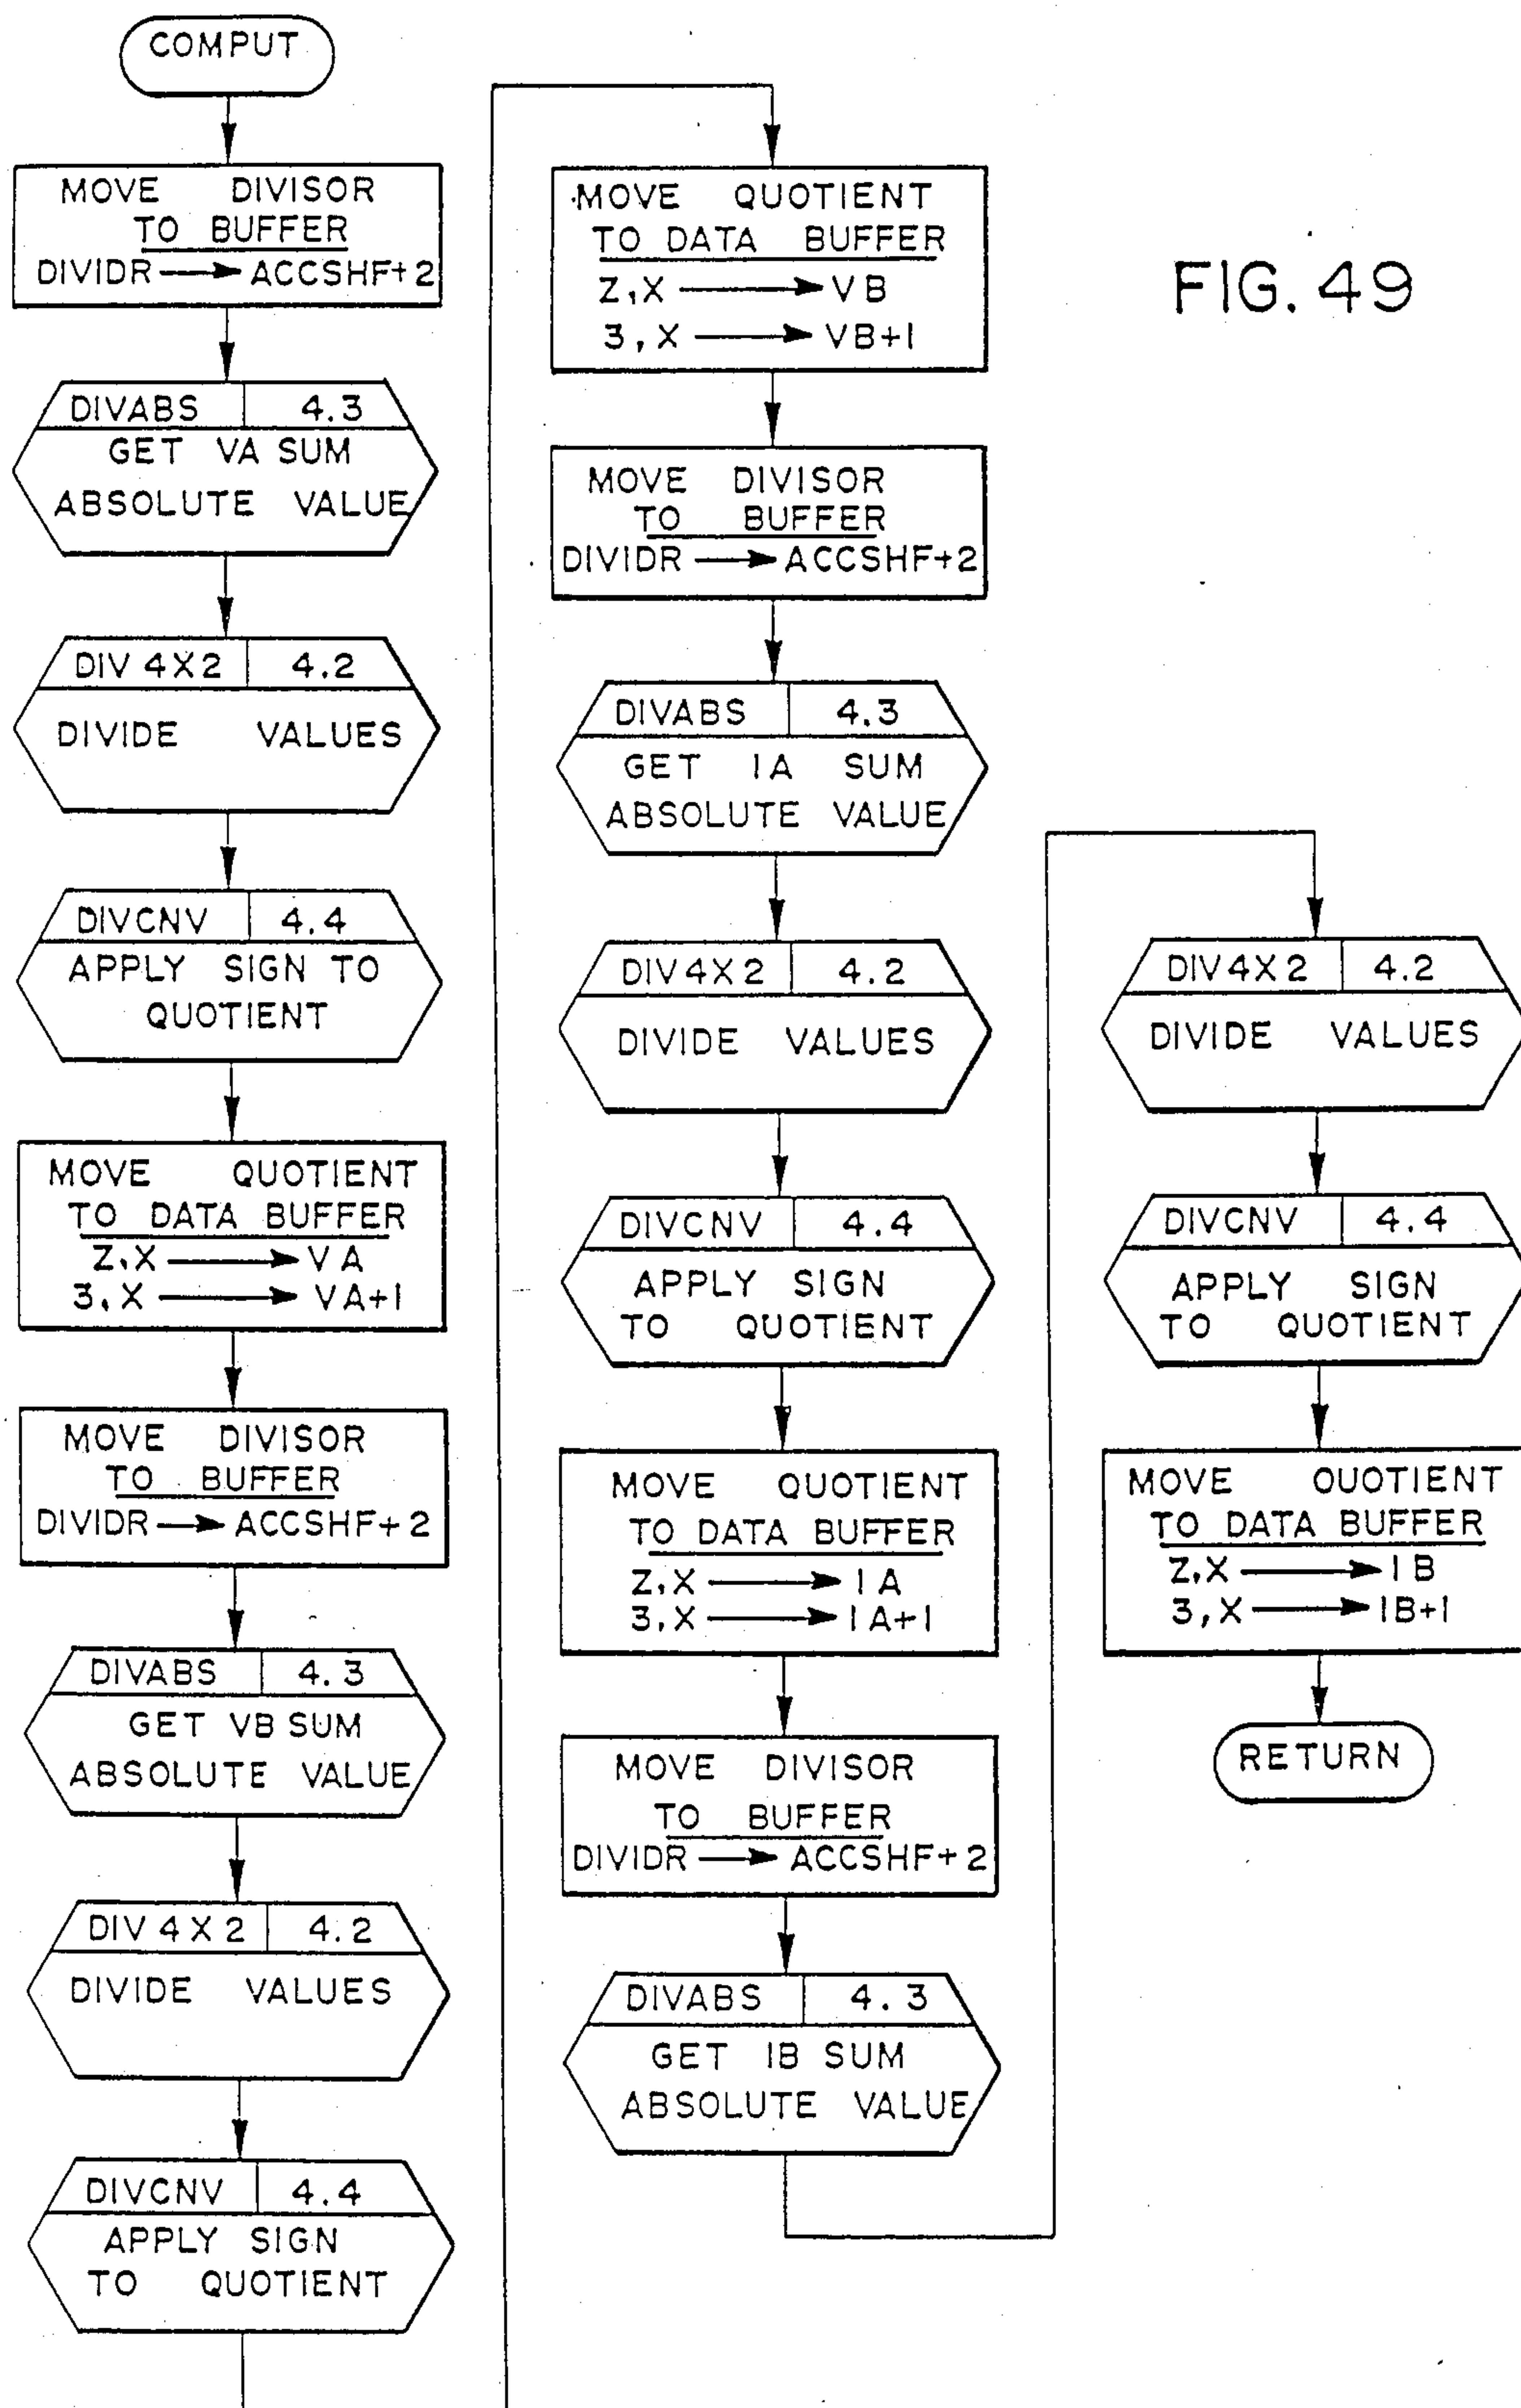 COMPUT
MOVE DIVISOR
TO BUFFER
DIVIDR → ACCSHF+2
DIVABS 4.3
GET VA SUM
ABSOLUTE VALUE
DIV 4X2 4.2
DIVIDE VALUES
DIVCNV 4.4
APPLY SIGN TO
QUOTIENT
MOVE QUOTIENT
TO DATA BUFFER
Z,X → VA
3,X → VA+1
MOVE DIVISOR
TO BUFFER
DIVIDR → ACCSHF+2
DIVABS 4.3
GET VB SUM
ABSOLUTE VALUE
DIV 4X2 4.2
DIVIDE VALUES
DIVCNV 4.4
APPLY SIGN
TO QUOTIENT
MOVE QUOTIENT
TO DATA BUFFER
Z,X → VB
3,X → VB+1
MOVE DIVISOR
TO BUFFER
DIVIDR → ACCSHF+2
DIVABS 4.3
GET IA SUM
ABSOLUTE VALUE
DIV 4X2 4.2
DIVIDE VALUES
DIVCNV 4.4
APPLY SIGN
TO QUOTIENT
MOVE QUOTIENT
TO DATA BUFFER
Z,X → IA
3,X → IA+1
MOVE DIVISOR
TO BUFFER
DIVIDR → ACCSHF+2
DIVABS 4.3
GET IB SUM
ABSOLUTE VALUE
FIG. 49
DIV 4X2 4.2
DIVIDE VALUES
DIVCNV 4.4
APPLY SIGN
TO QUOTIENT
MOVE OUOTIENT
TO DATA BUFFER
Z,X → IB
3,X → IB+1
RETURN